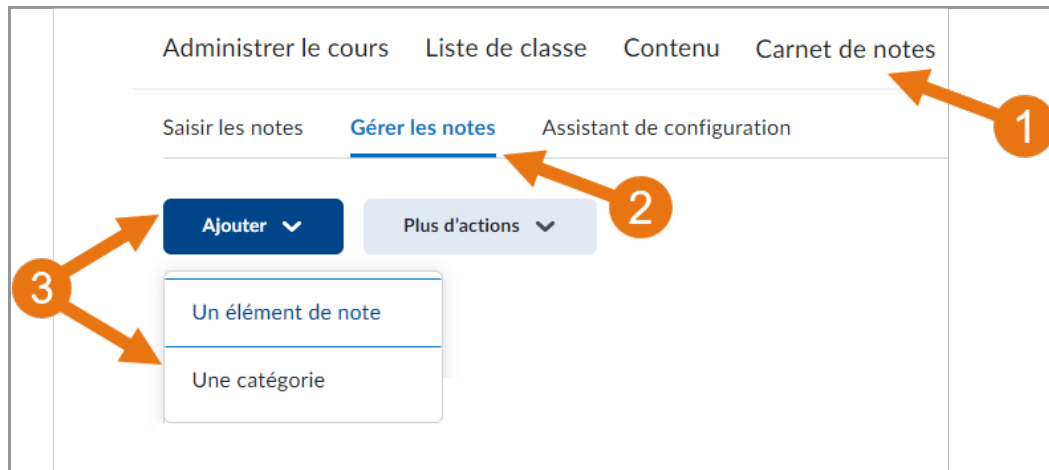 Administrer le cours Liste de classe Contenu Carnet de notes
1
Saisir les notes Gérer les notes Assistant de configuration
2
Ajouter Plus d'actions
3
Un élément de note
Une catégorie